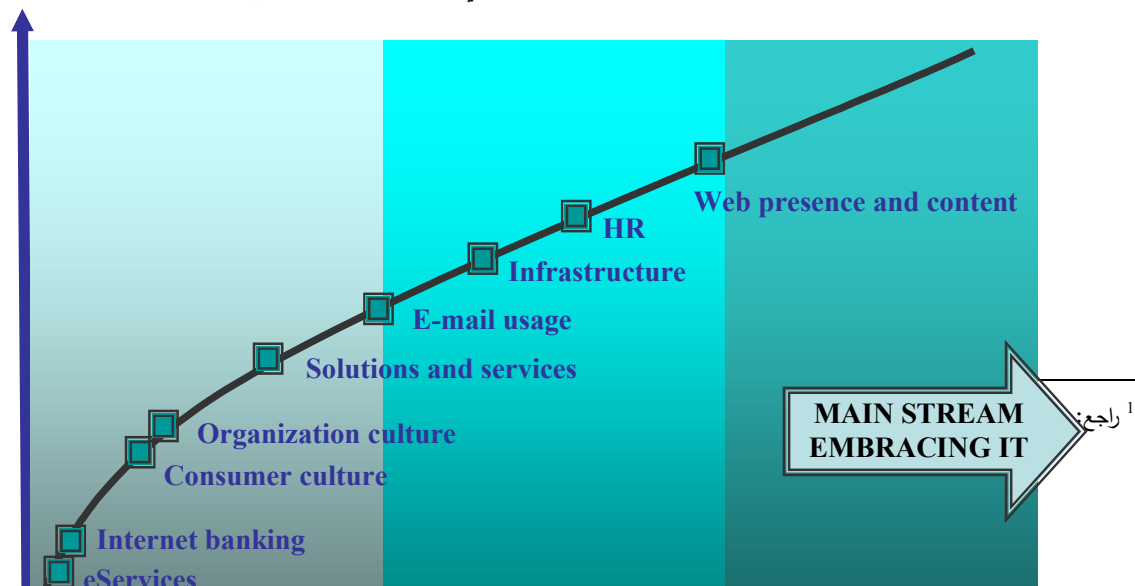 Web presence and content
HR
Infrastructure
E-mail usage
Solutions and services
MAIN STREAM
EMBRACING IT
1 راجع:
Organization culture
Consumer culture
Internet banking
eServices